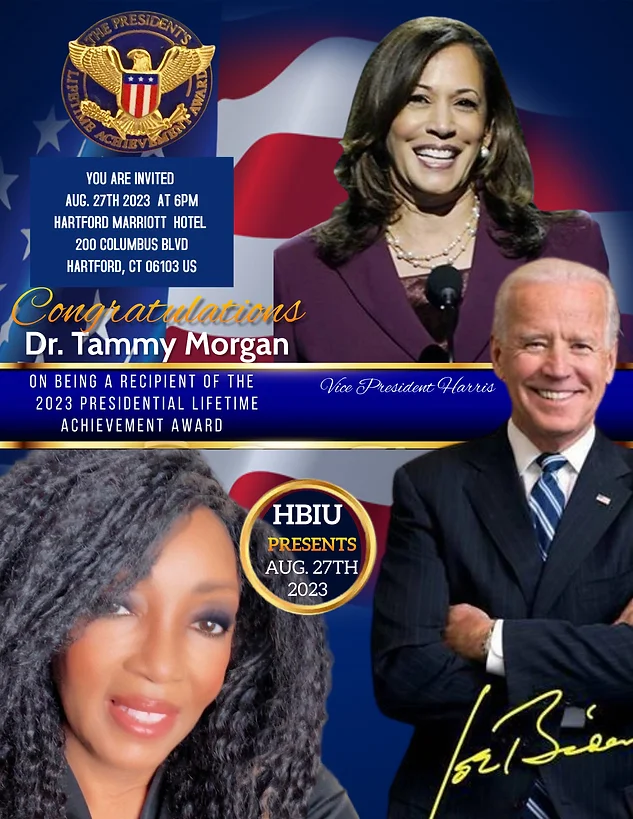 THE PRESIDENT'S
LIFETIME ACHIEVEMENT AWARD
YOU ARE INVITED
AUG. 27TH 2023 AT 6PM
HARTFORD MARRIOTT HOTEL
200 COLUMBUS BLVD
HARTFORD, CT 06103 US
Congratulations
Dr. Tammy Morgan
ON BEING A RECIPIENT OF THE
2023 PRESIDENTIAL LIFETIME
ACHIEVEMENT AWARD
Vice President Harris
HBIU
PRESENTS
AUG. 27TH
2023
Joe Biden